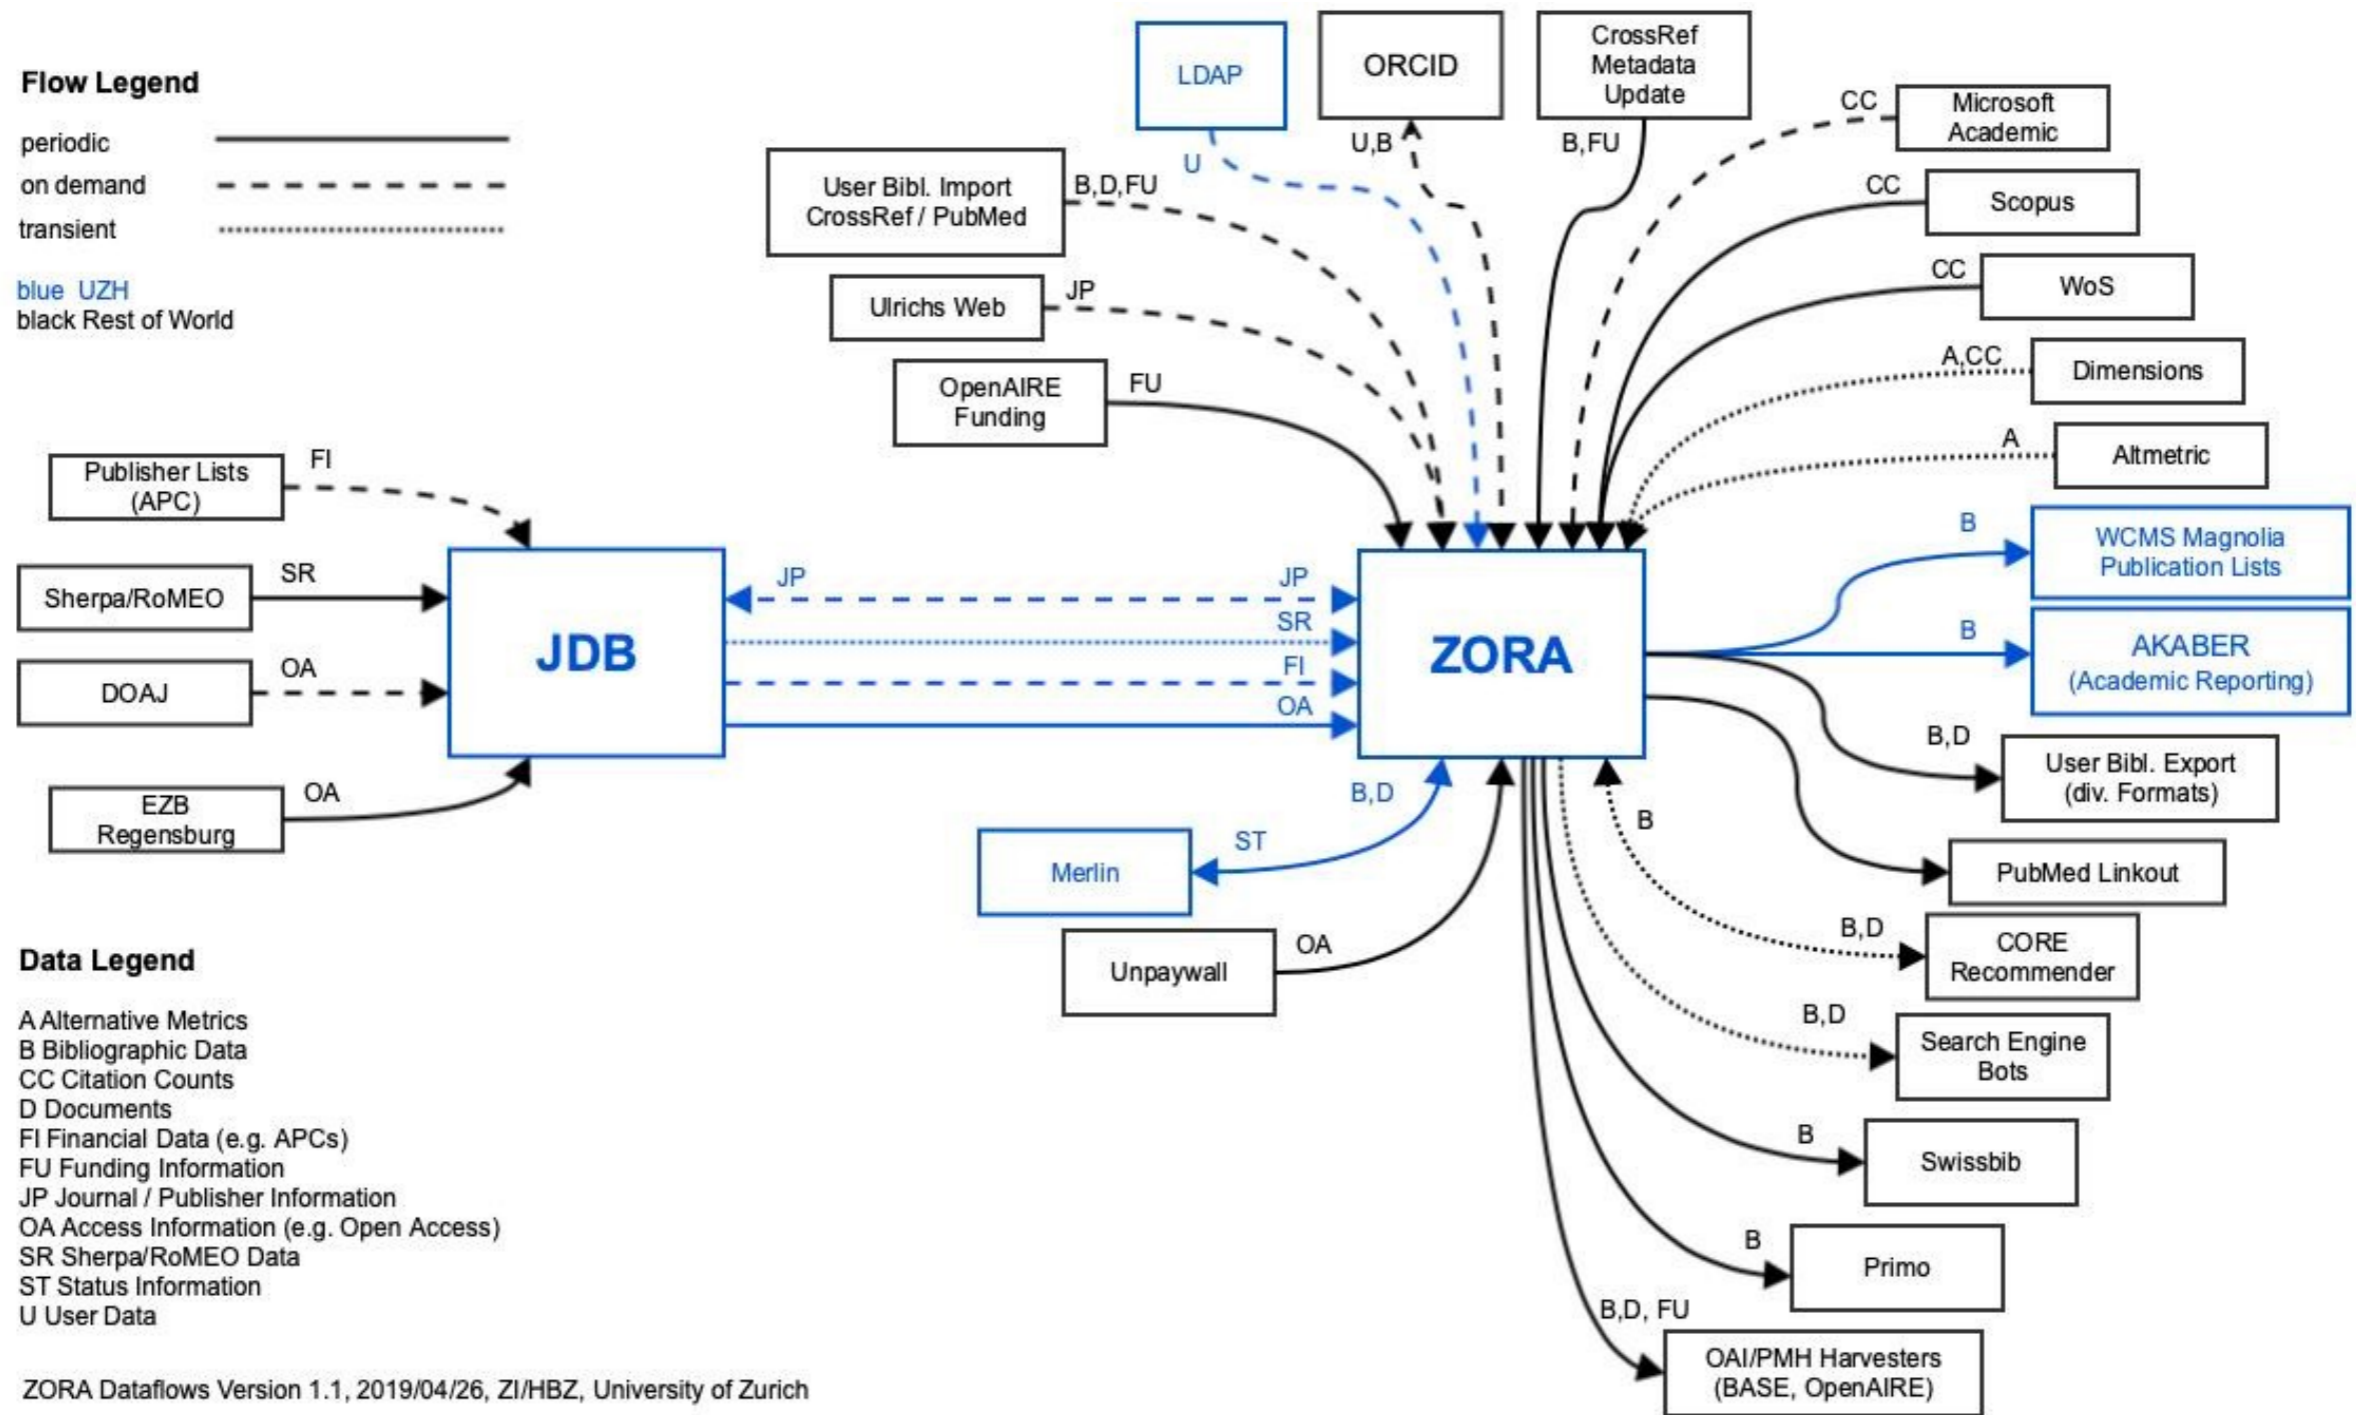 Flow Legend
periodic
on demand
transient
blue UZH
black Rest of World
LDAP
U
ORCID
U,B
CrossRef
Metadata
Update
B,FU
CC
Microsoft
Academic
CC
Scopus
CC
WoS
A,CC
Dimensions
A
Altmetric
User Bibl. Import
CrossRef / PubMed
B,D,FU
Ulrichs Web
JP
OpenAIRE
Funding
FU
Publisher Lists
(APC)
FI
Sherpa/RoMEO
SR
DOAJ
OA
EZB
Regensburg
OA
JDB
JP
JP
SR
FI
OA
ZORA
B
WCMS Magnolia
Publication Lists
B
AKABER
(Academic Reporting)
B,D
User Bibl. Export
(div. Formats)
PubMed Linkout
B
B,D
CORE
Recommender
B,D
Search Engine
Bots
B
Swissbib
B
Primo
B,D, FU
OAI/PMH Harvesters
(BASE, OpenAIRE)
B,D
ST
Merlin
Unpaywall
OA
Data Legend
A Alternative Metrics
B Bibliographic Data
CC Citation Counts
D Documents
FI Financial Data (e.g. APCs)
FU Funding Information
JP Journal / Publisher Information
OA Access Information (e.g. Open Access)
SR Sherpa/RoMEO Data
ST Status Information
U User Data
ZORA Dataflows Version 1.1, 2019/04/26, ZI/HBZ, University of Zurich